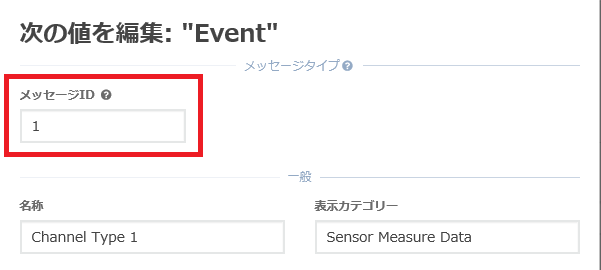 次の値を編集: "Event"
メッセージタイプ
メッセージID
1
一般
名称
表示カテゴリー
Channel Type 1
Sensor Measure Data